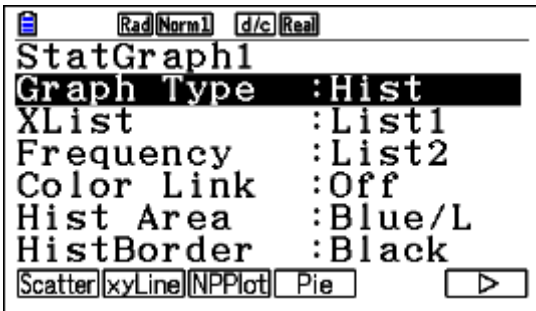 Rad Norm1 d/c Real
StatGraph1
Graph Type :Hist
XList :List1
Frequency :List2
Color Link :Off
Hist Area :Blue/L
HistBorder :Black
Scatter xyLine NPPlot Pie ▷